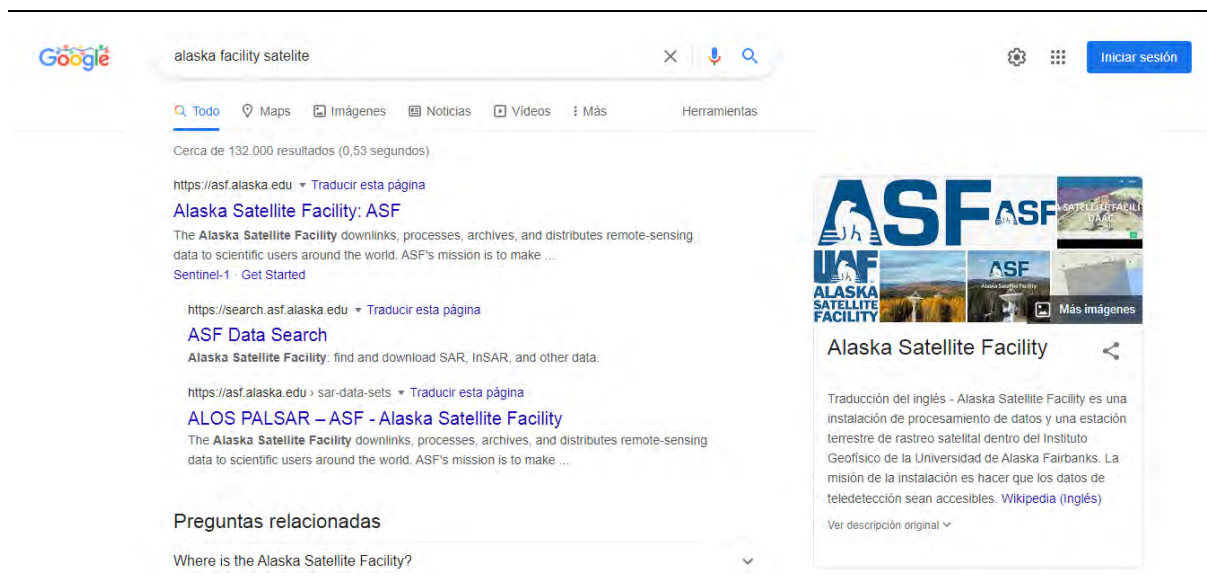 Google
alaska facility satelite
Iniciar sesión
Todo
Maps
Imágenes
Noticias
Vídeos
Más
Herramientas
Cerca de 132.000 resultados (0,53 segundos)
https://asf.alaska.edu Traducir esta página
Alaska Satellite Facility: ASF
The Alaska Satellite Facility downlinks, processes, archives, and distributes remote-sensing
data to scientific users around the world. ASF's mission is to make ...
Sentinel-1 · Get Started
https://search.asf.alaska.edu Traducir esta página
ASF Data Search
Alaska Satellite Facility: find and download SAR, InSAR, and other data.
https://asf.alaska.edu › sar-data-sets Traducir esta página
ALOS PALSAR – ASF - Alaska Satellite Facility
The Alaska Satellite Facility downlinks, processes, archives, and distributes remote-sensing
data to scientific users around the world. ASF's mission is to make ...
Preguntas relacionadas
Where is the Alaska Satellite Facility?
ASF
ASF
UAF
ALASKA
SATELLITE
FACILITY
ASF
Alaska Satellite Facility
Más imágenes
Alaska Satellite Facility
Traducción del inglés - Alaska Satellite Facility es una
instalación de procesamiento de datos y una estación
terrestre de rastreo satelital dentro del Instituto
Geofísico de la Universidad de Alaska Fairbanks. La
misión de la instalación es hacer que los datos de
teledetección sean accesibles. Wikipedia (Inglés)
Ver descripción original